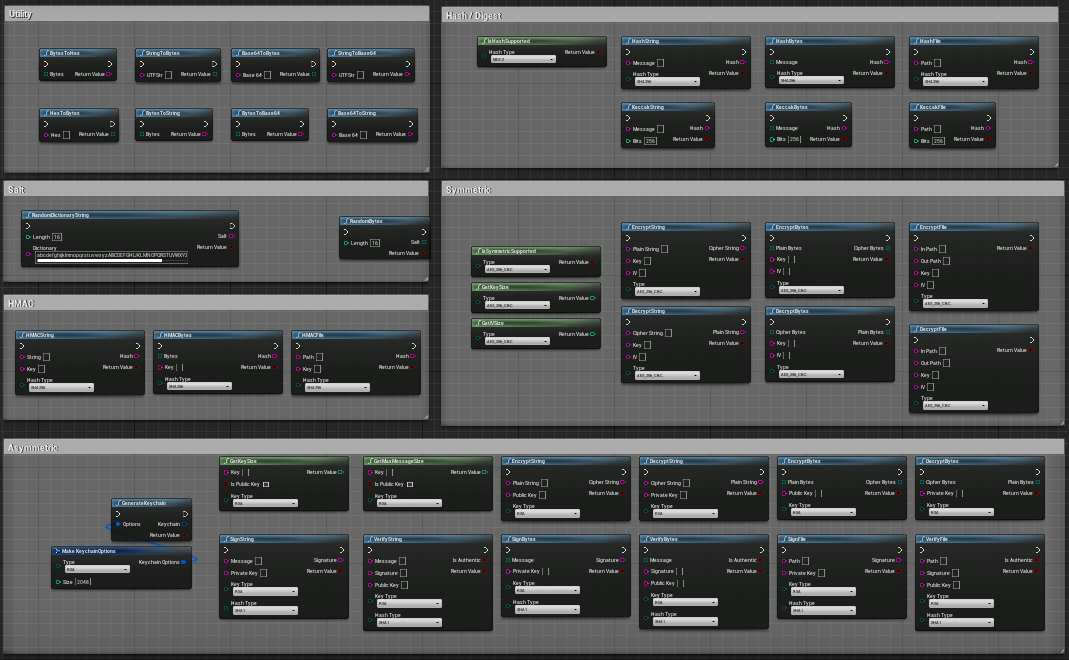 Utility
BytesToHex
Bytes Return Value
StringToBytes
UTFStr Return Value
Base64ToBytes
Base 64 Return Value
StringToBase64
UTFStr Return Value
HexToBytes
Hex Return Value
BytesToString
Bytes Return Value
BytesToBase64
Bytes Return Value
Base64ToString
Base 64 Return Value
Hash / Digest
IsHashSupported
Hash Type Return Value
MDC2
HashString
Message Hash
Hash Type Return Value
SHA256
HashBytes
Message Hash
Hash Type Return Value
SHA256
HashFile
Path Hash
Hash Type Return Value
SHA256
KeccakString
Message Hash
Bits 256 Return Value
KeccakBytes
Message Hash
Bits 256 Return Value
KeccakFile
Path Hash
Bits 256 Return Value
Salt
RandomDictionaryString
Length 16 Salt
Dictionary Return Value
RandomBytes
Length 16 Salt
Return Value
HMAC
HMACString
String Hash
Key Return Value
Hash Type
SHA256
HMACBytes
Bytes Hash
Key Return Value
Hash Type
SHA256
HMACFile
Path Hash
Key Return Value
Hash Type
SHA256
Symmetric
IsSymmetricSupported
Type Return Value
AES_256_CBC
GetKeySize
Type Return Value
AES_256_CBC
GetIVSize
Type Return Value
AES_256_CBC
EncryptString
Plain String Cipher String
Key Return Value
IV
Type
AES_256_CBC
EncryptBytes
Plain Bytes Cipher Bytes
Key Return Value
IV
Type
AES_256_CBC
EncryptFile
In Path Return Value
Out Path
Key
IV
Type
AES_256_CBC
DecryptString
Cipher String Plain String
Key Return Value
IV
Type
AES_256_CBC
DecryptBytes
Cipher Bytes Plain Bytes
Key Return Value
IV
Type
AES_256_CBC
DecryptFile
In Path Return Value
Out Path
Key
IV
Type
AES_256_CBC
Asymmetric
GenerateKeychain
Options Keychain
Return Value
Make KeychainOptions
Type Keychain Options
RSA
Size 2048
GetKeySize
Key Return Value
Is Public Key
Key Type
RSA
GetMaxMessageSize
Key Return Value
Is Public Key
Key Type
RSA
EncryptString
Plain String Cipher String
Public Key Return Value
Key Type
RSA
DecryptString
Cipher String Plain String
Private Key Return Value
Key Type
RSA
EncryptBytes
Plain Bytes Cipher Bytes
Public Key Return Value
Key Type
RSA
DecryptBytes
Cipher Bytes Plain Bytes
Private Key Return Value
Key Type
RSA
SignString
Message Signature
Private Key Return Value
Key Type
RSA
Hash Type
SHA1
VerifyString
Message Is Authentic
Signature Return Value
Public Key
Key Type
RSA
Hash Type
SHA1
SignBytes
Message Signature
Private Key Return Value
Key Type
RSA
Hash Type
SHA1
VerifyBytes
Message Is Authentic
Signature Return Value
Public Key
Key Type
RSA
Hash Type
SHA1
SignFile
Path Signature
Private Key Return Value
Key Type
RSA
Hash Type
SHA1
VerifyFile
Path Is Authentic
Signature Return Value
Public Key
Key Type
RSA
Hash Type
SHA1